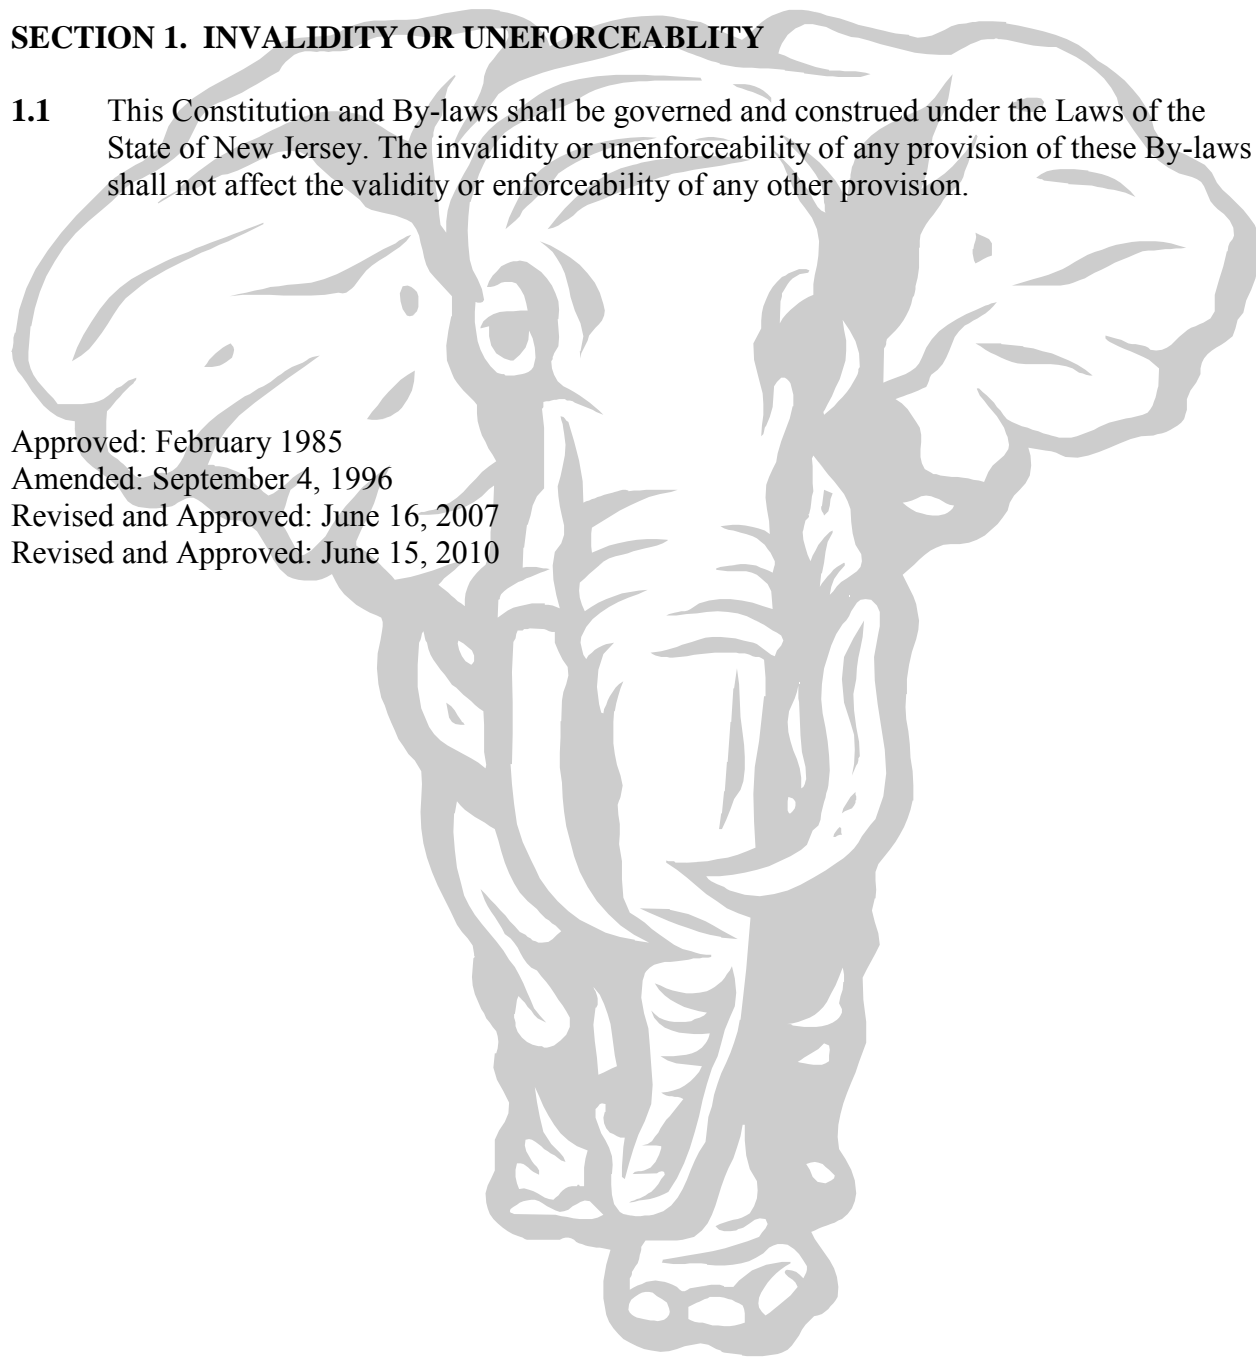 SECTION 1. INVALIDITY OR UNEFORCEABLITY
1.1 This Constitution and By-laws shall be governed and construed under the Laws of the
State of New Jersey. The invalidity or unenforceability of any provision of these By-laws
shall not affect the validity or enforceability of any other provision.
Approved: February 1985
Amended: September 4, 1996
Revised and Approved: June 16, 2007
Revised and Approved: June 15, 2010